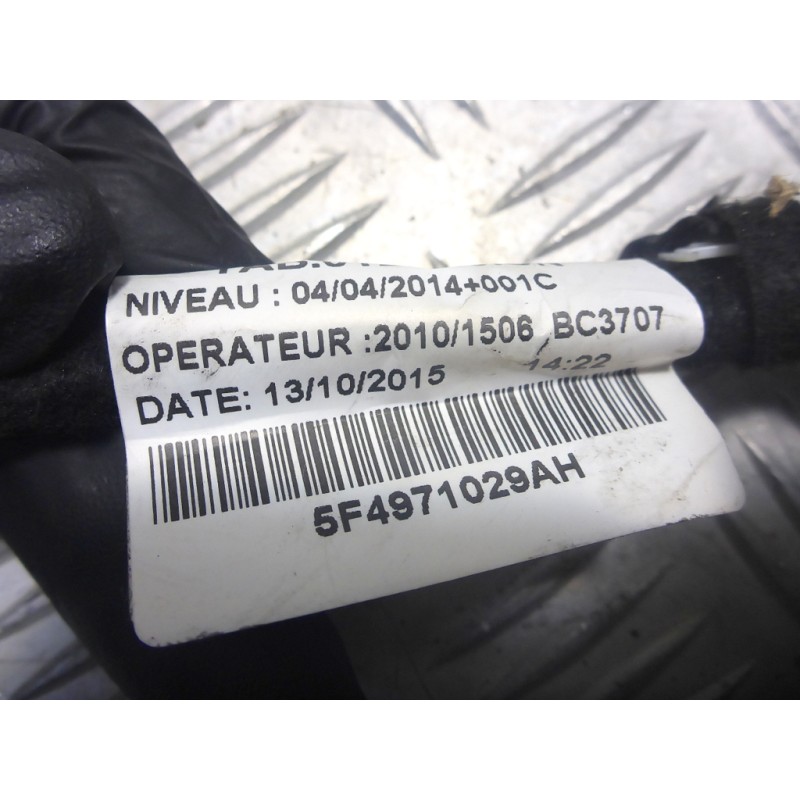 NIVEAU : 04/04/2014+001C
OPERATEUR :2010/1506 BC3707
DATE: 13/10/2015 14:22
5F4971029AH